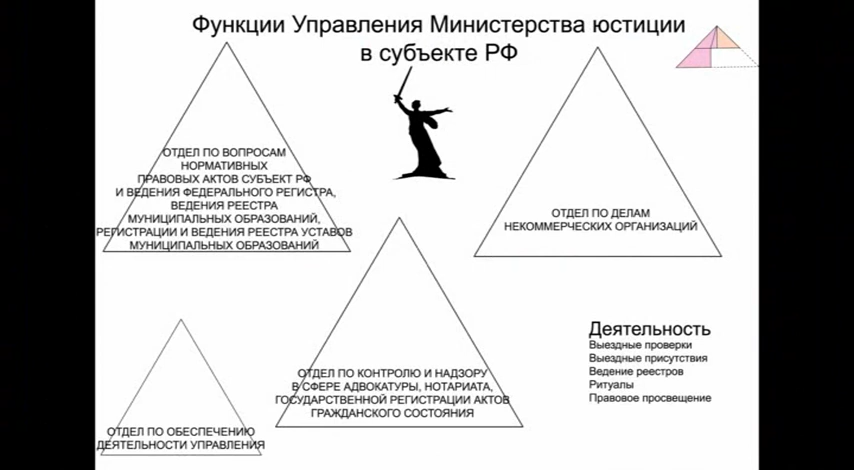 Функции Управления Министерства юстиции
в субъекте РФ
ОТДЕЛ ПО ВОПРОСАМ
НОРМАТИВНЫХ
ПРАВОВЫХ АКТОВ СУБЪЕКТ РФ
И ВЕДЕНИЯ ФЕДЕРАЛЬНОГО РЕГИСТРА,
ВЕДЕНИЯ РЕЕСТРА
МУНИЦИПАЛЬНЫХ ОБРАЗОВАНИЙ,
РЕГИСТРАЦИИ И ВЕДЕНИЯ РЕЕСТРА УСТАВОВ
МУНИЦИПАЛЬНЫХ ОБРАЗОВАНИЙ
ОТДЕЛ ПО ДЕЛАМ
НЕКОММЕРЧЕСКИХ ОРГАНИЗАЦИЙ
ОТДЕЛ ПО КОНТРОЛЮ И НАДЗОРУ
В СФЕРЕ АДВОКАТУРЫ, НОТАРИАТА,
ГОСУДАРСТВЕННОЙ РЕГИСТРАЦИИ АКТОВ
ГРАЖДАНСКОГО СОСТОЯНИЯ
ОТДЕЛ ПО ОБЕСПЕЧЕНИЮ
ДЕЯТЕЛЬНОСТИ УПРАВЛЕНИЯ
Деятельность
Выездные проверки
Выездные присутствия
Ведение реестров
Ритуалы
Правовое просвещение